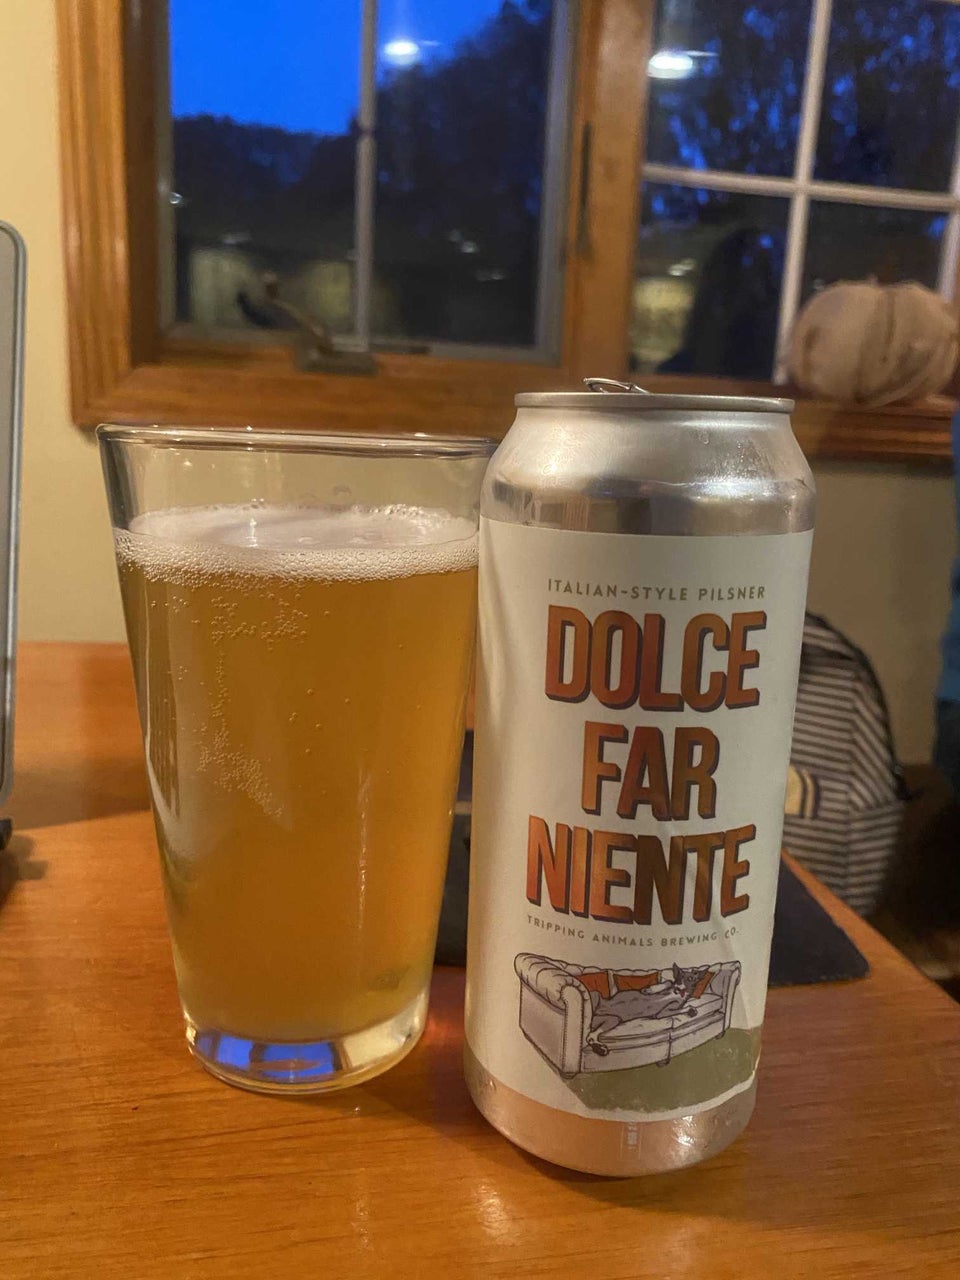 ITALIAN-STYLE PILSNER
DOLCE
FAR
NIENTE
TRIPPING ANIMALS BREWING CO.